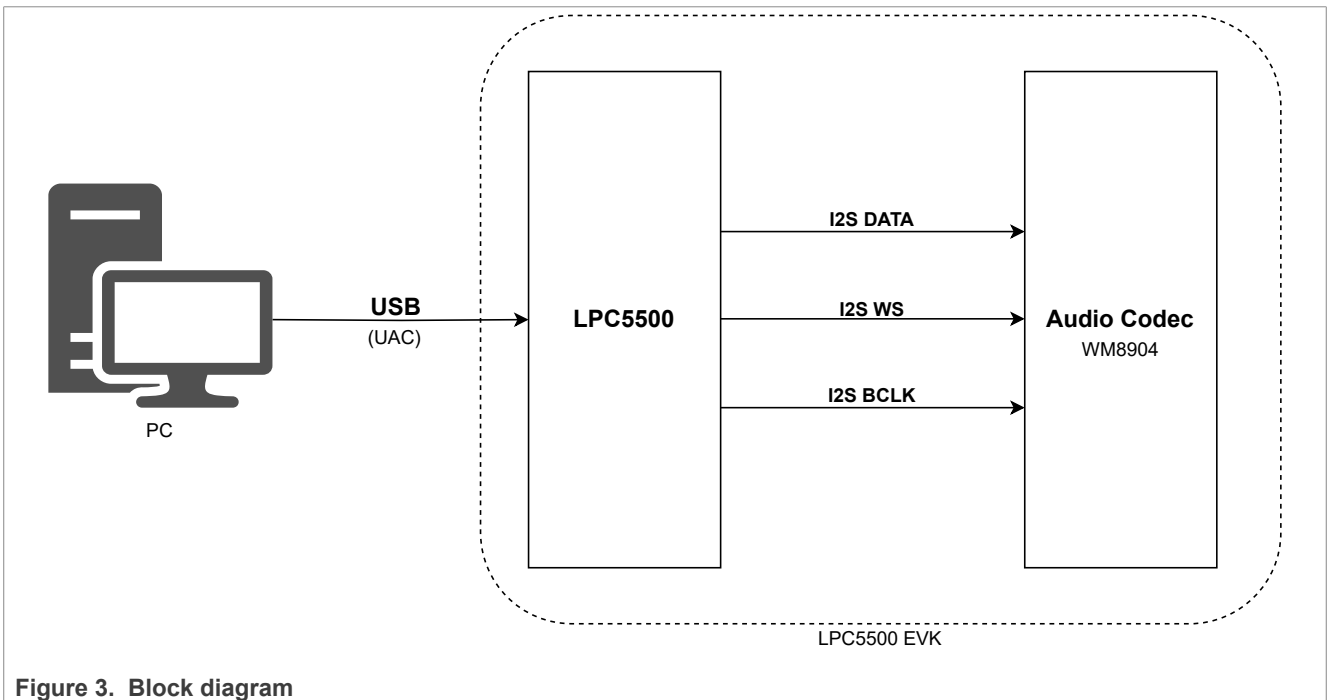 I2S DATA
USB
(UAC)
LPC5500
I2S WS
Audio Codec
WM8904
I2S BCLK
PC
LPC5500 EVK
Figure 3. Block diagram